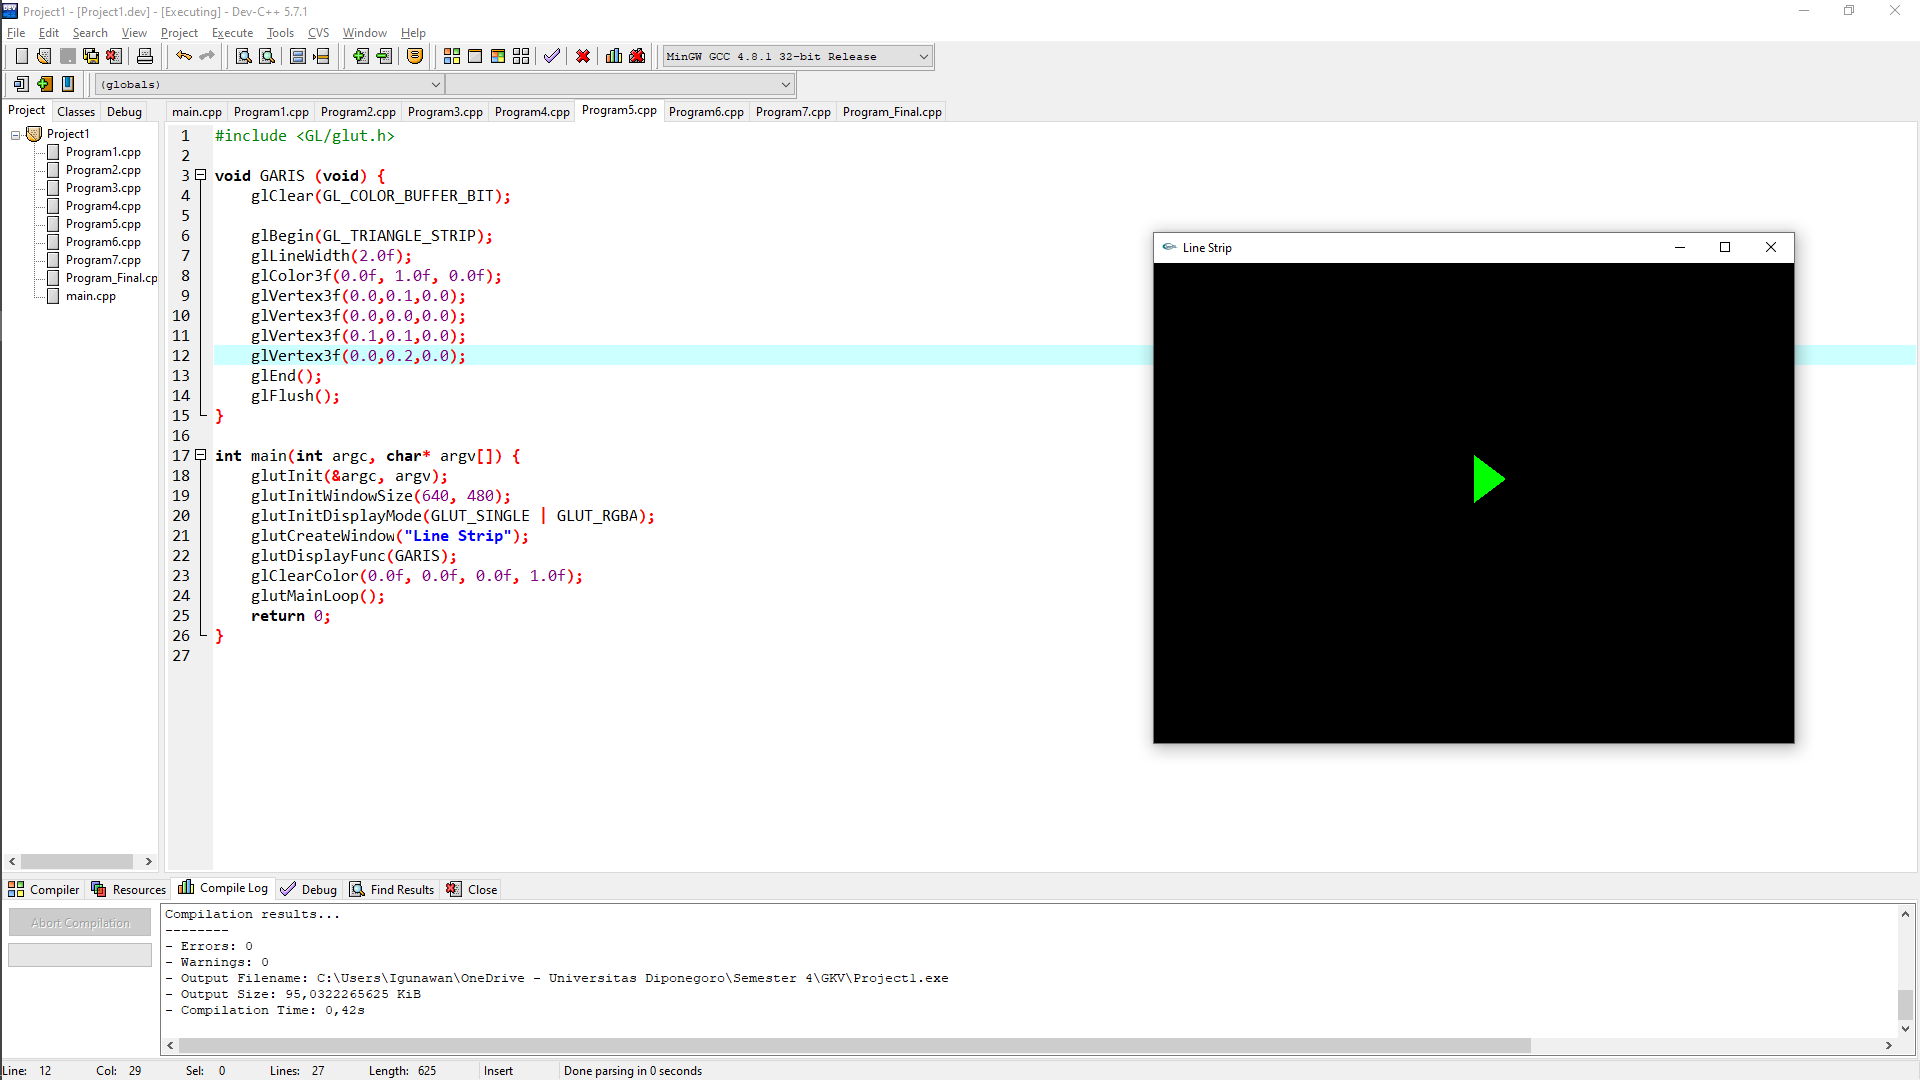 Project1 - [Project1.dev] - [Executing] - Dev-C++ 5.7.1
File Edit Search View Project Execute Tools CVS Window Help
MinGW GCC 4.8.1 32-bit Release
(globals)
Project Classes Debug
main.cpp Program1.cpp Program2.cpp Program3.cpp Program4.cpp Program5.cpp Program6.cpp Program7.cpp Program_Final.cpp
Project1
Program1.cpp
Program2.cpp
Program3.cpp
Program4.cpp
Program5.cpp
Program6.cpp
Program7.cpp
Program_Final.cp
main.cpp
1 #include <GL/glut.h>
2
3 void GARIS (void) {
4 glClear(GL_COLOR_BUFFER_BIT);
5
6 glBegin(GL_TRIANGLE_STRIP);
7 glLineWidth(2.0f);
8 glColor3f(0.0f, 1.0f, 0.0f);
9 glVertex3f(0.0,0.1,0.0);
10 glVertex3f(0.0,0.0,0.0);
11 glVertex3f(0.1,0.1,0.0);
12 glVertex3f(0.0,0.2,0.0);
13 glEnd();
14 glFlush();
15 }
16
17 int main(int argc, char* argv[]) {
18 glutInit(&argc, argv);
19 glutInitWindowSize(640, 480);
20 glutInitDisplayMode(GLUT_SINGLE | GLUT_RGBA);
21 glutCreateWindow("Line Strip");
22 glutDisplayFunc(GARIS);
23 glClearColor(0.0f, 0.0f, 0.0f, 1.0f);
24 glutMainLoop();
25 return 0;
26 }
27
Line Strip
Compiler Resources Compile Log Debug Find Results Close
Abort Compilation
Compilation results...
--------
- Errors: 0
- Warnings: 0
- Output Filename: C:\Users\Igunawan\OneDrive - Universitas Diponegoro\Semester 4\GKV\Project1.exe
- Output Size: 95,0322265625 KiB
- Compilation Time: 0,42s
Line: 12 Col: 29 Sel: 0 Lines: 27 Length: 625 Insert Done parsing in 0 seconds